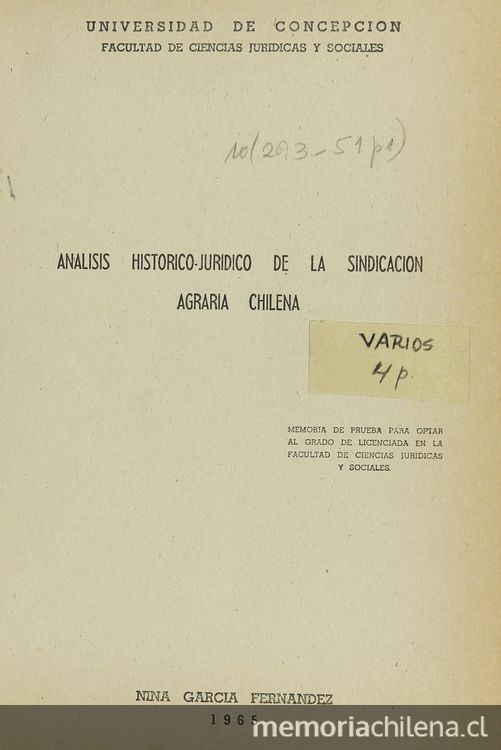 UNIVERSIDAD DE CONCEPCION
FACULTAD DE CIENCIAS JURIDICAS Y SOCIALES
10(293-51p1)
ANALISIS HISTORICO-JURIDICO DE LA SINDICACION
AGRARIA CHILENA
VARIOS
4 p.
MEMORIA DE PRUEBA PARA OPTAR
AL GRADO DE LICENCIADA EN LA
FACULTAD DE CIENCIAS JURIDICAS
Y SOCIALES.
NINA GARCIA FERNANDEZ
1965
memoriachilena.cl